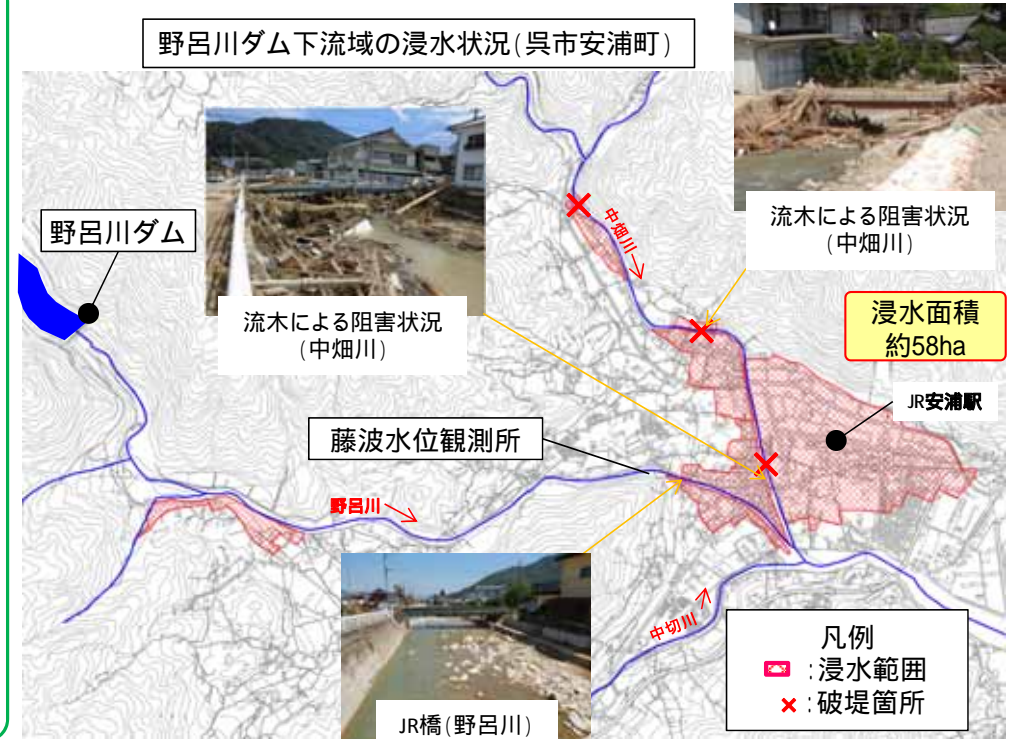 野呂川ダム下流域の浸水状況(呉市安浦町)
野呂川ダム
流木による阻害状況
(中畑川)
中畑川
流木による阻害状況
(中畑川)
浸水面積
約58ha
JR安浦駅
藤波水位観測所
野呂川
中切川
JR橋(野呂川)
凡例
:浸水範囲
:破堤箇所